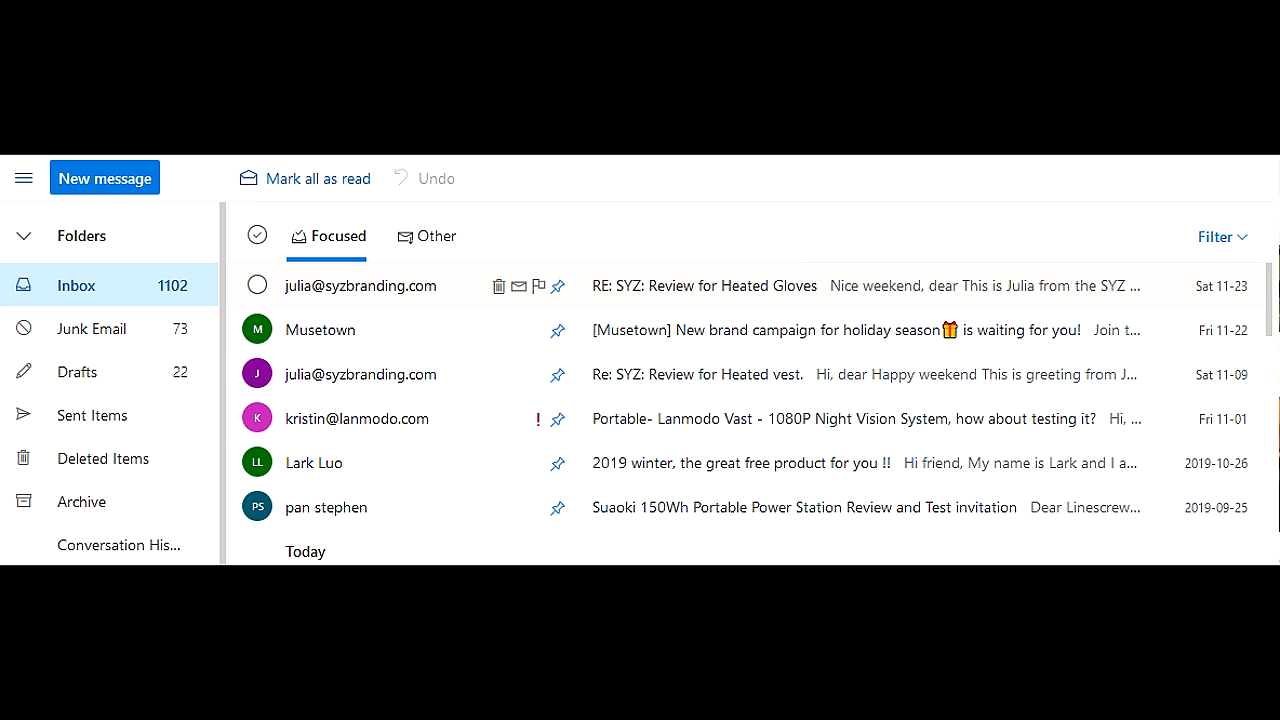 New message Mark all as read Undo
Folders Focused Other Filter
Inbox 1102 julia@syzbranding.com RE: SYZ: Review for Heated Gloves Nice weekend, dear This is Julia from the SYZ ... Sat 11-23
Junk Email 73 M Musetown [Musetown] New brand campaign for holiday season🎁 is waiting for you! Join t... Fri 11-22
Drafts 22 J julia@syzbranding.com Re: SYZ: Review for Heated vest. Hi, dear Happy weekend This is greeting from J... Sat 11-09
Sent Items K kristin@lanmodo.com ! Portable- Lanmodo Vast - 1080P Night Vision System, how about testing it? Hi, ... Fri 11-01
Deleted Items LL Lark Luo 2019 winter, the great free product for you !! Hi friend, My name is Lark and I a... 2019-10-26
Archive PS pan stephen Suaoki 150Wh Portable Power Station Review and Test invitation Dear Linescrew... 2019-09-25
Conversation His... Today